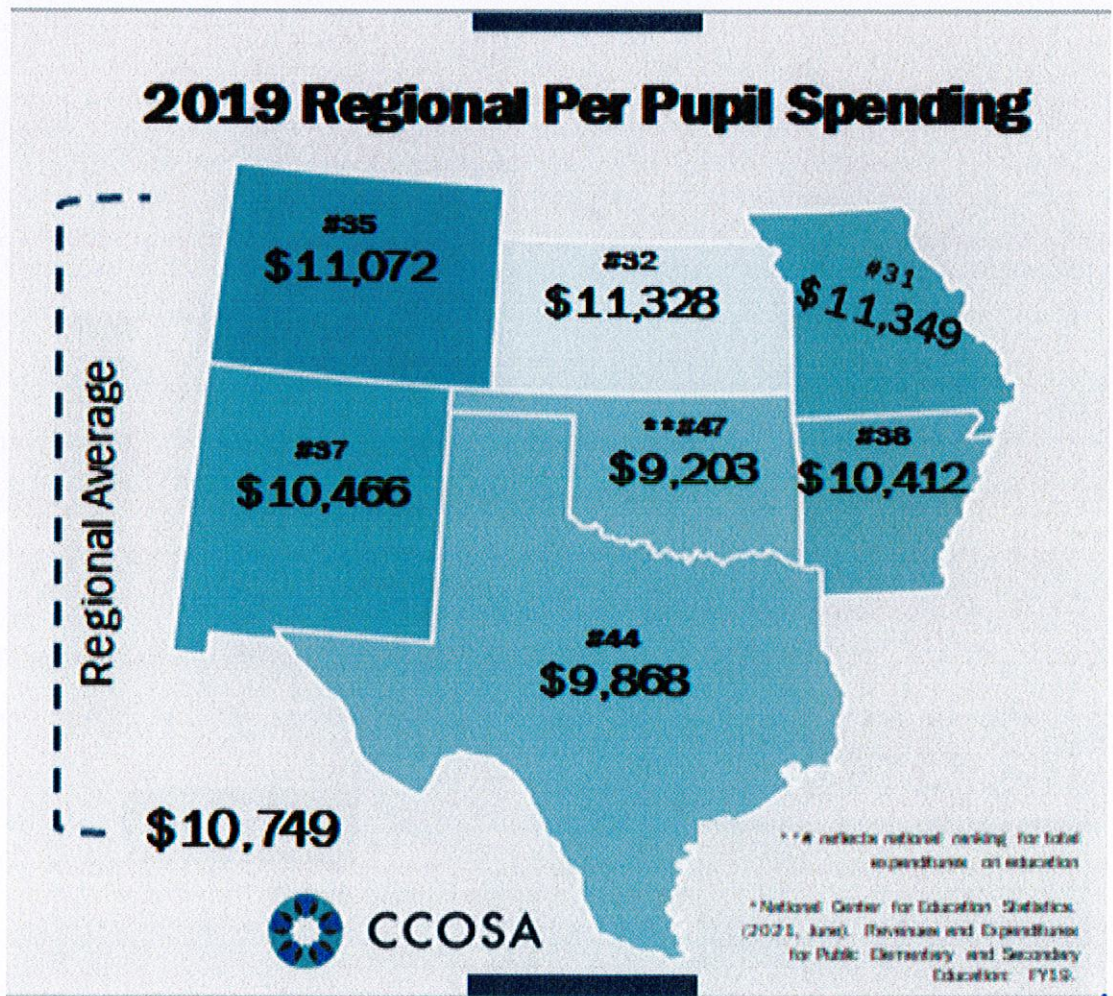 2019 Regional Per Pupil Spending
#35
$11,072
#32
$11,328
#31
$11,349
#37
$10,466
**#47
$9,203
#38
$10,412
#44
$9,868
Regional Average
$10,749
CCOSA
**# reflects national ranking for total
expenditures on education
*National Center for Education Statistics.
(2021, June). Revenues and Expenditures
for Public Elementary and Secondary
Education: FY19.